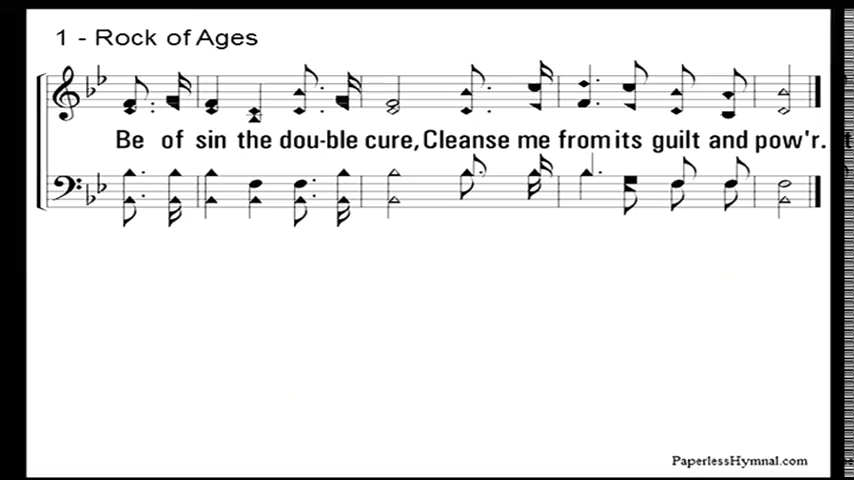 1 - Rock of Ages
Be of sin the dou-ble cure, Cleanse me from its guilt and pow'r.
PaperlessHymnal.com